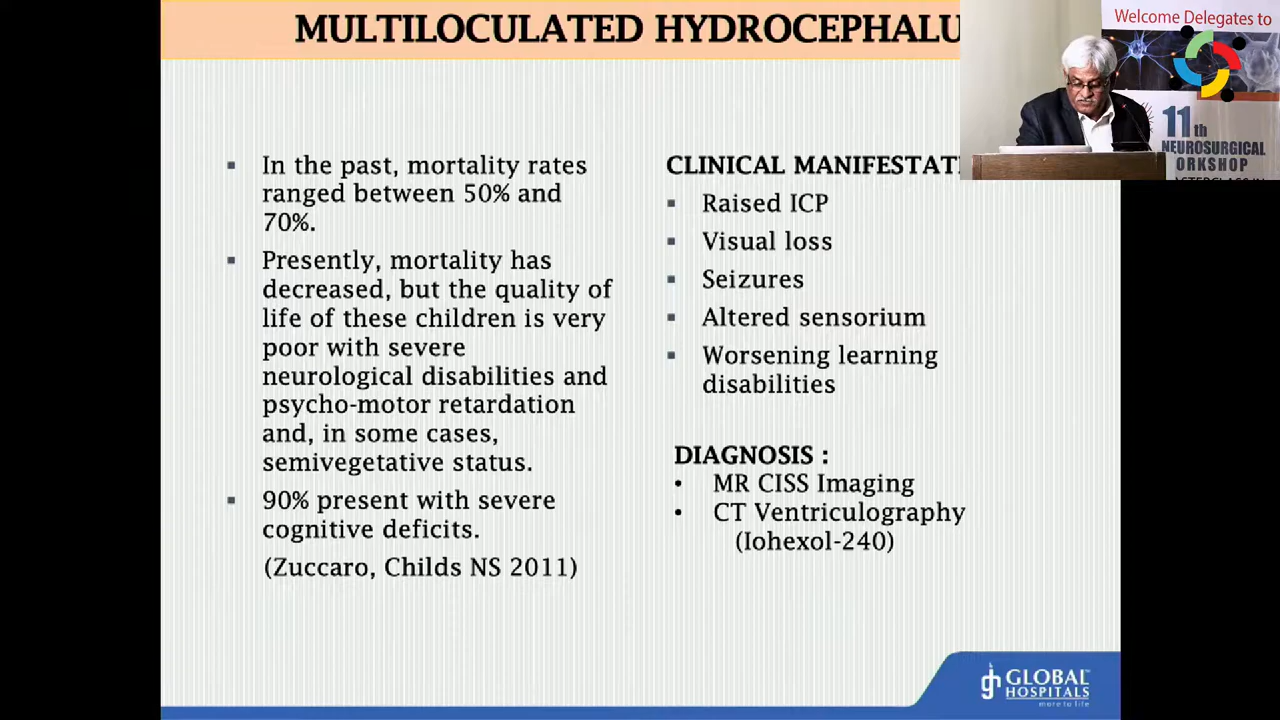 MULTILOCULATED HYDROCEPHALU
In the past, mortality rates
ranged between 50% and
70%.
Presently, mortality has
decreased, but the quality of
life of these children is very
poor with severe
neurological disabilities and
psycho-motor retardation
and, in some cases,
semivegetative status.
90% present with severe
cognitive deficits.
(Zuccaro, Childs NS 2011)
CLINICAL MANIFESTAT
Raised ICP
Visual loss
Seizures
Altered sensorium
Worsening learning
disabilities
DIAGNOSIS :
MR CISS Imaging
CT Ventriculography
(Iohexol-240)
Welcome Delegates to
11th
NEUROSURGICAL
ORKSHOP
GLOBAL
HOSPITALS
more to life